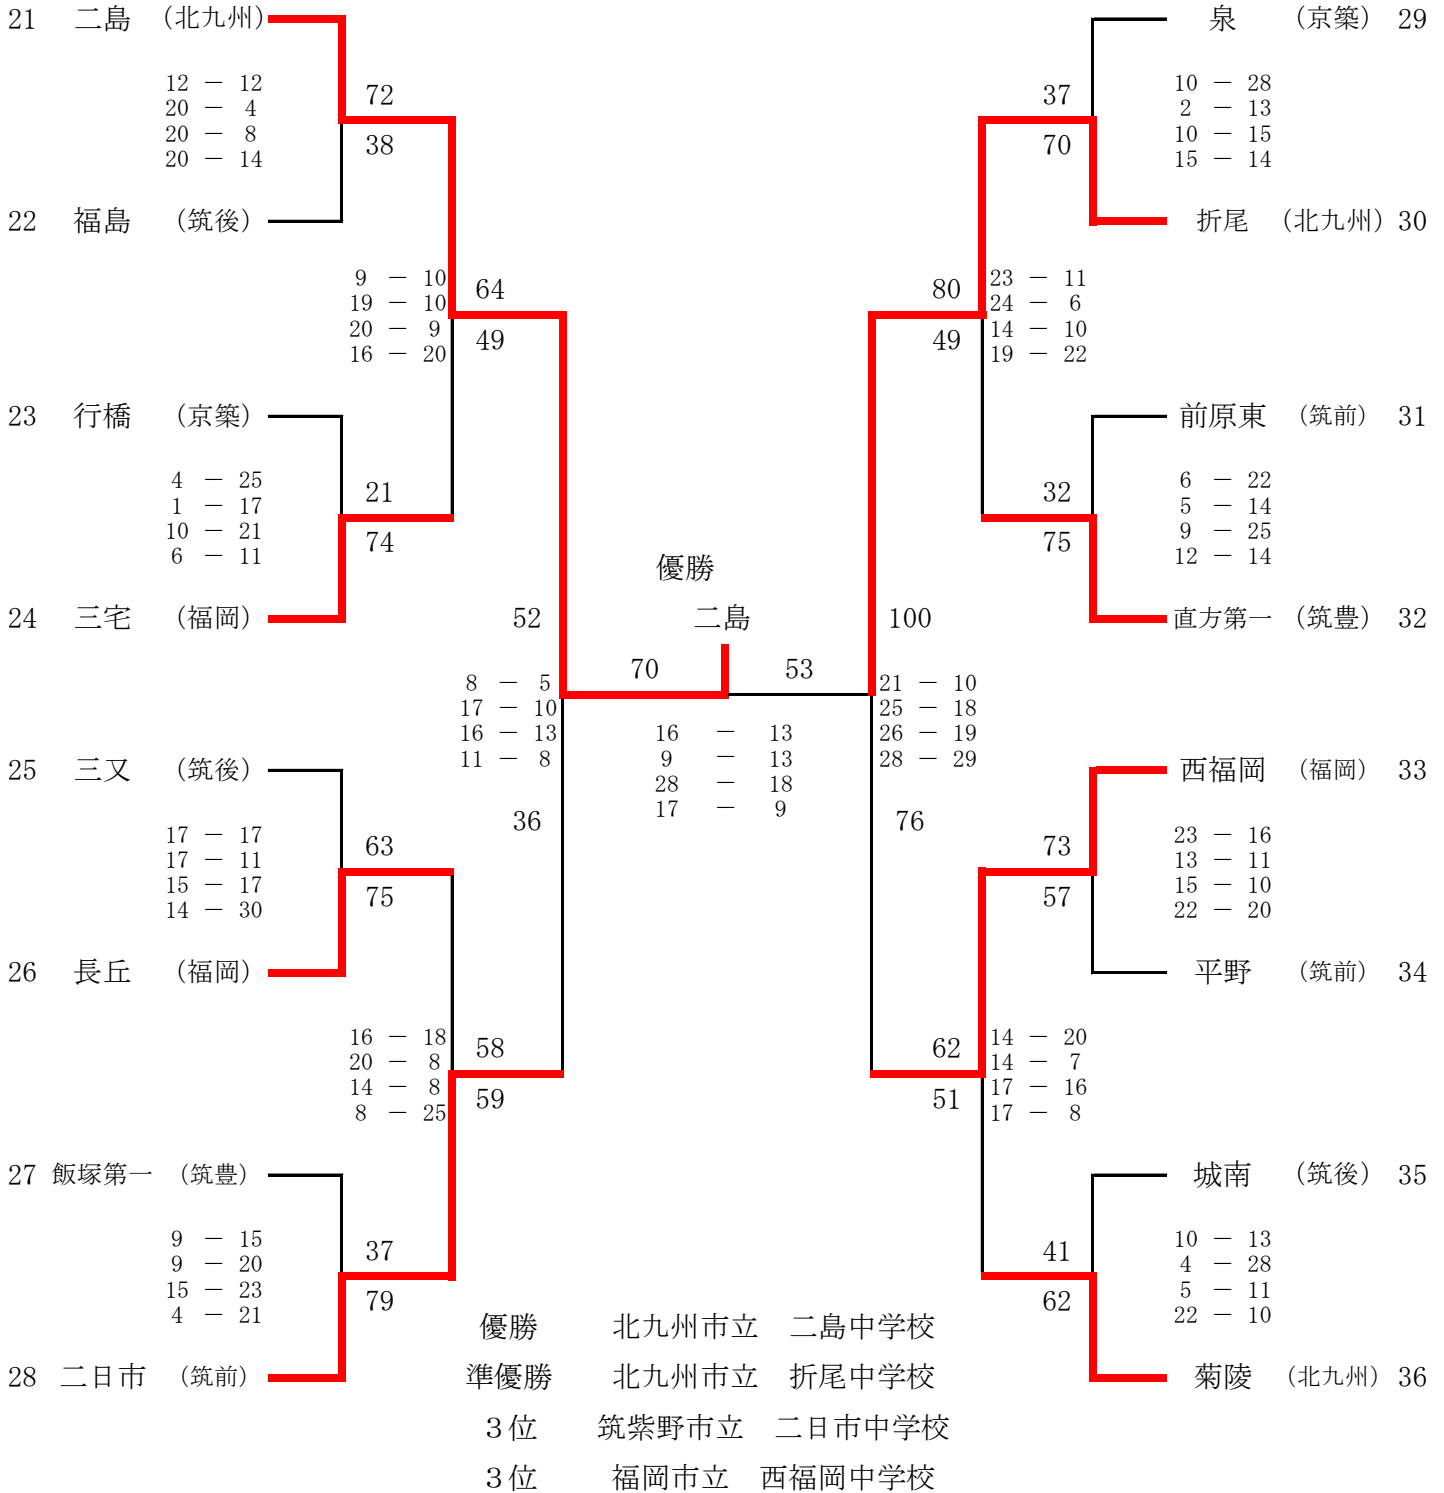 21 二島 （北九州）
12 － 12
20 － 4
20 － 8
20 － 14
72
38
22 福島 （筑後）
9 － 10
19 － 10
20 － 9
16 － 20
64
49
23 行橋 （京築）
4 － 25
1 － 17
10 － 21
6 － 11
21
74
24 三宅 （福岡）
52
8 － 5
17 － 10
16 － 13
11 － 8
36
25 三又 （筑後）
17 － 17
17 － 11
15 － 17
14 － 30
63
75
26 長丘 （福岡）
16 － 18
20 － 8
14 － 8
8 － 25
58
59
27 飯塚第一 （筑豊）
9 － 15
9 － 20
15 － 23
4 － 21
37
79
28 二日市 （筑前）
優勝
二島
70 53
16 － 13
9 － 13
28 － 18
17 － 9
泉 （京築） 29
37
70
10 － 28
2 － 13
10 － 15
15 － 14
折尾 （北九州） 30
80
49
23 － 11
24 － 6
14 － 10
19 － 22
前原東 （筑前） 31
32
75
6 － 22
5 － 14
9 － 25
12 － 14
直方第一 （筑豊） 32
100
21 － 10
25 － 18
26 － 19
28 － 29
76
西福岡 （福岡） 33
73
57
23 － 16
13 － 11
15 － 10
22 － 20
平野 （筑前） 34
62
51
14 － 20
14 － 7
17 － 16
17 － 8
城南 （筑後） 35
41
62
10 － 13
4 － 28
5 － 11
22 － 10
菊陵 （北九州） 36
優勝 北九州市立 二島中学校
準優勝 北九州市立 折尾中学校
３位 筑紫野市立 二日市中学校
３位 福岡市立 西福岡中学校